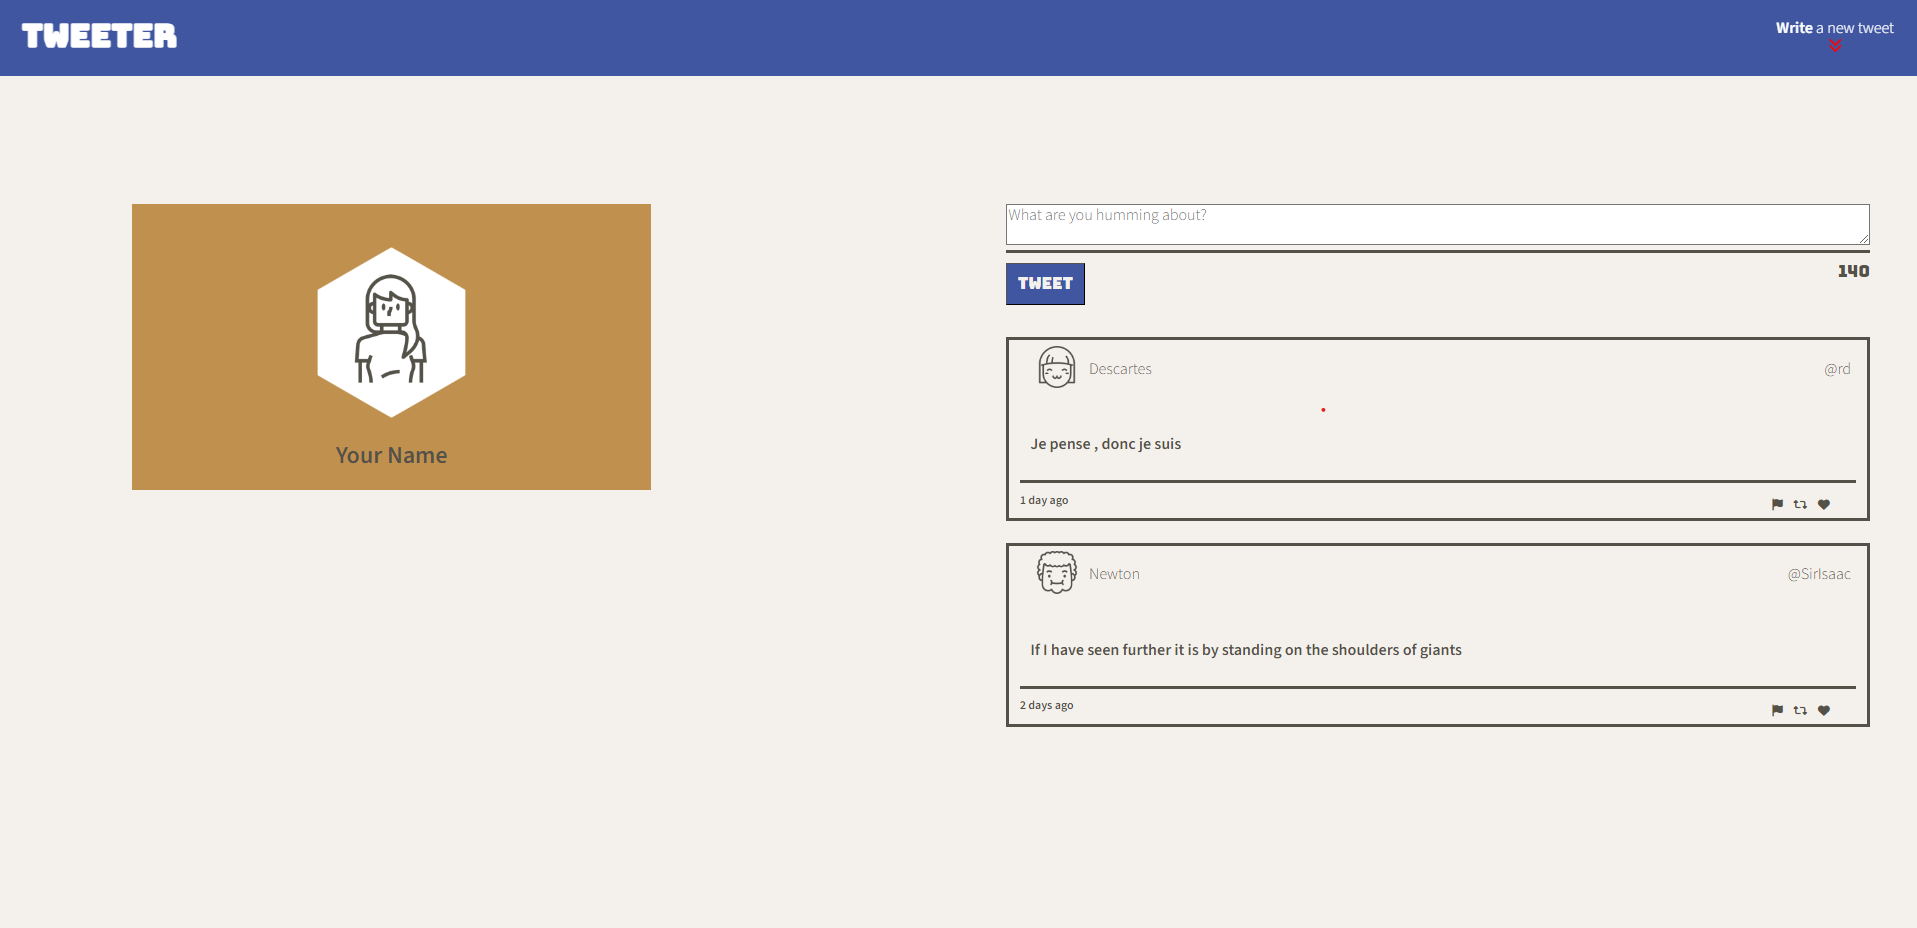 TWEETER
Write a new tweet
Your Name
What are you humming about?
TWEET
140
Descartes
@rd
Je pense , donc je suis
1 day ago
Newton
@SirIsaac
If I have seen further it is by standing on the shoulders of giants
2 days ago